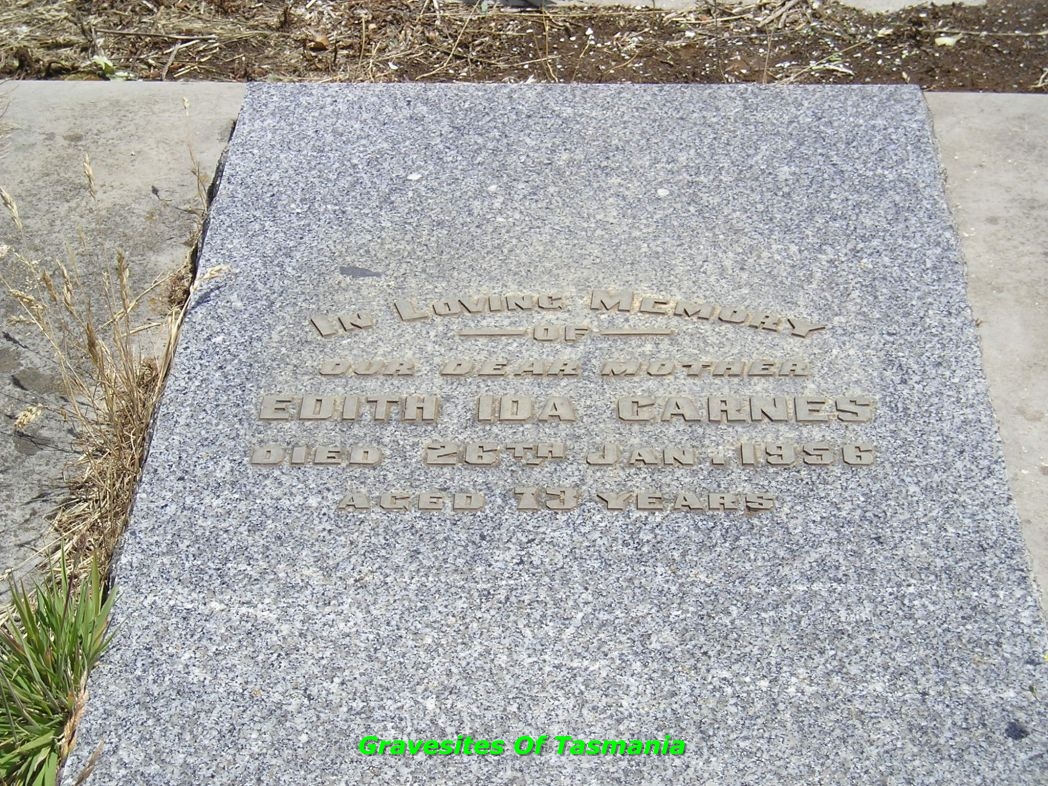 In Loving Memory
OF
OUR DEAR MOTHER
EDITH IDA CARNES
DIED 26TH JAN. 1956
AGED 73 YEARS
Gravesites Of Tasmania